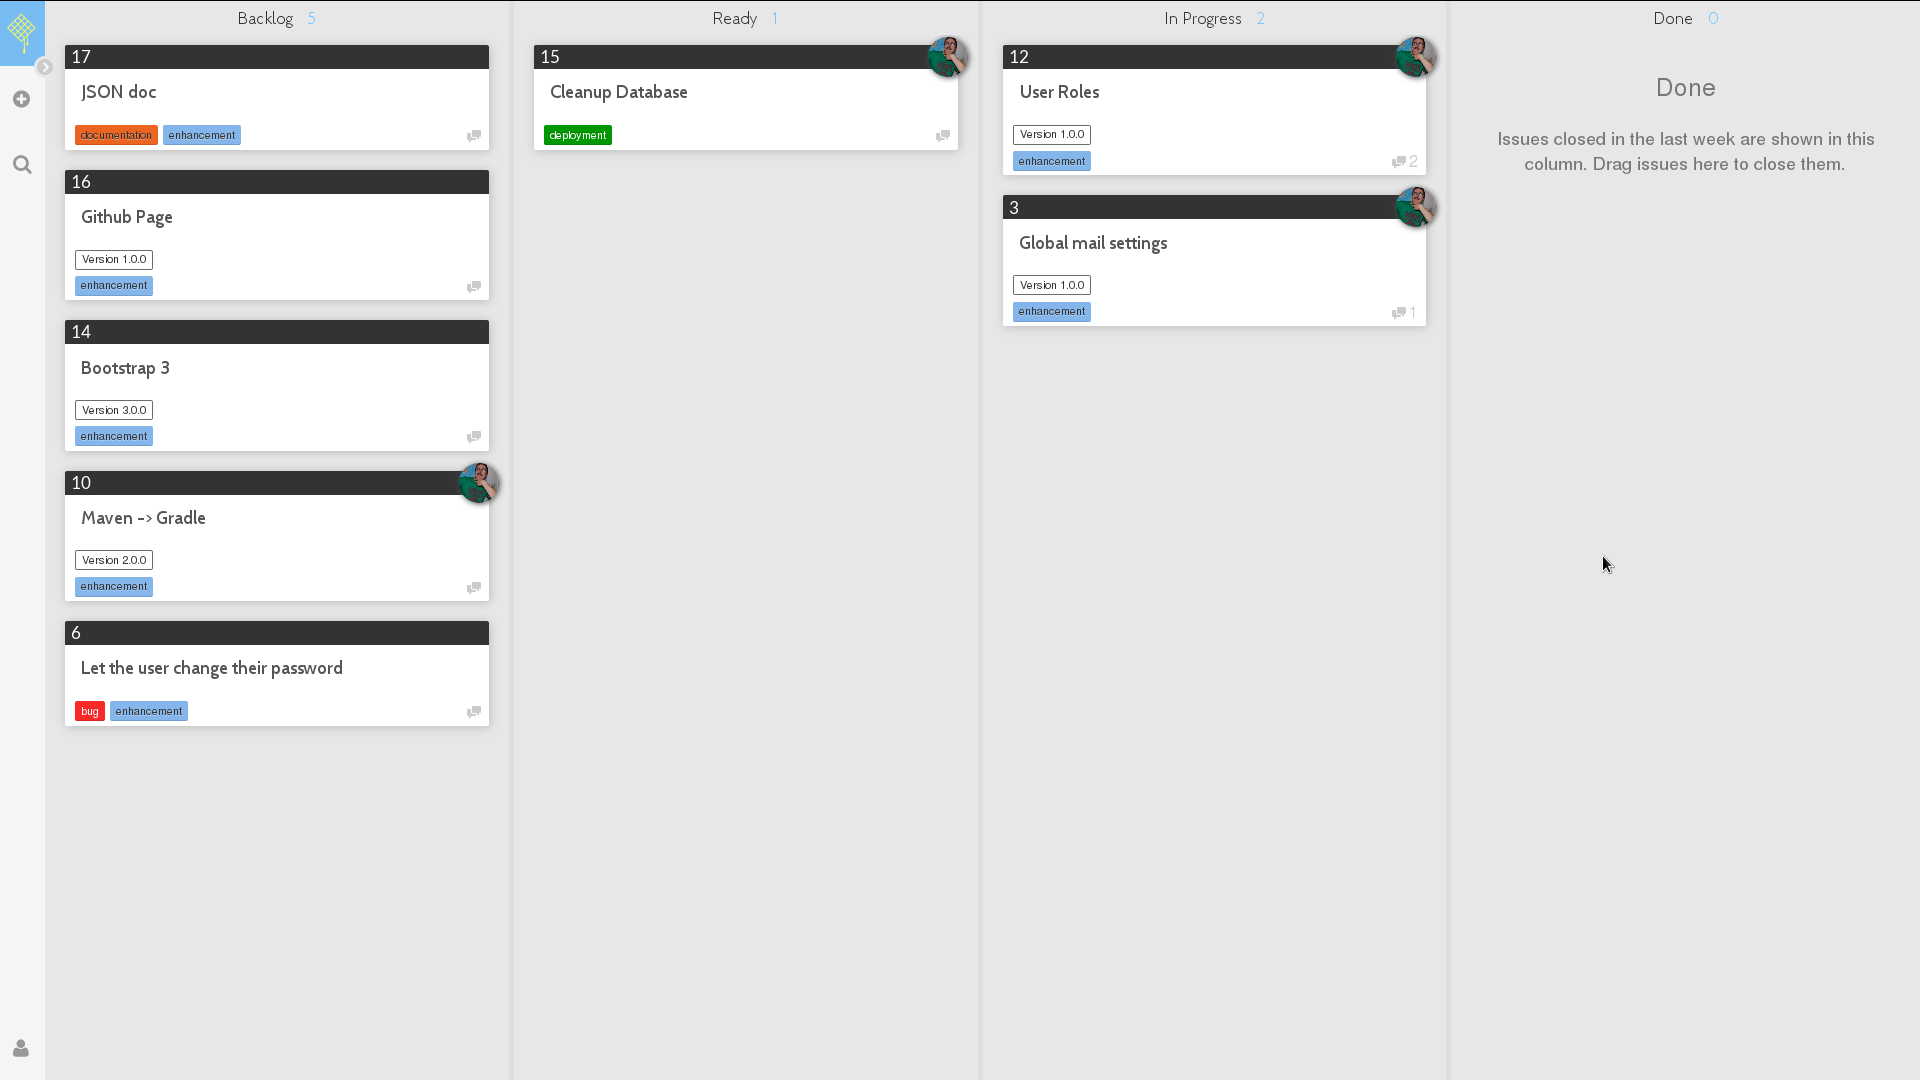 Backlog 5
17
JSON doc
documentation enhancement
16
Github Page
Version 1.0.0
enhancement
14
Bootstrap 3
Version 3.0.0
enhancement
10
Maven -> Gradle
Version 2.0.0
enhancement
6
Let the user change their password
bug enhancement
Ready 1
15
Cleanup Database
deployment
In Progress 2
12
User Roles
Version 1.0.0
enhancement 2
3
Global mail settings
Version 1.0.0
enhancement 1
Done 0
Done
Issues closed in the last week are shown in this
column. Drag issues here to close them.